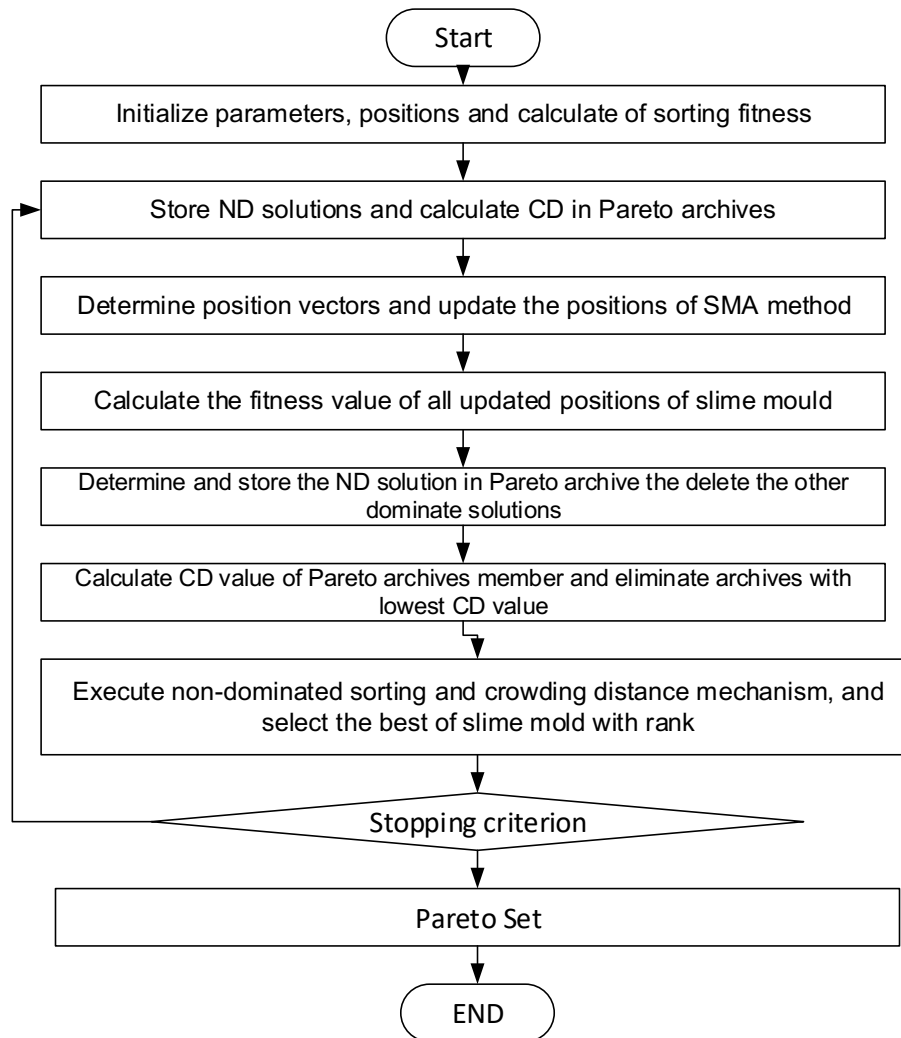 Start
Initialize parameters, positions and calculate of sorting fitness
Store ND solutions and calculate CD in Pareto archives
Determine position vectors and update the positions of SMA method
Calculate the fitness value of all updated positions of slime mould
Determine and store the ND solution in Pareto archive the delete the other
dominate solutions
Calculate CD value of Pareto archives member and eliminate archives with
lowest CD value
Execute non-dominated sorting and crowding distance mechanism, and
select the best of slime mold with rank
Stopping criterion
Pareto Set
END